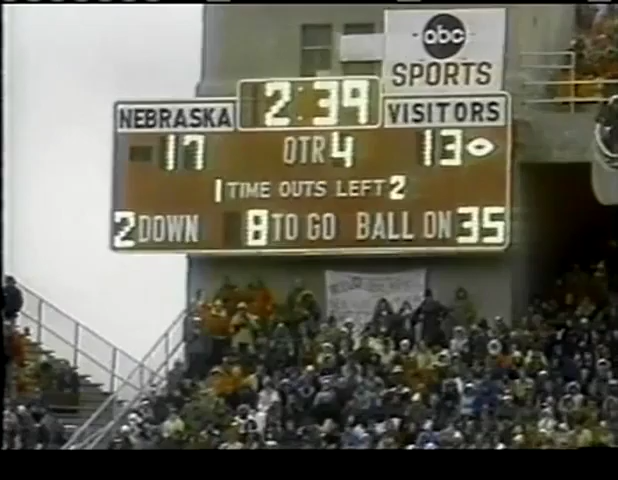 abc
SPORTS
2:39
NEBRASKA VISITORS
17 QTR 4 13
1 TIME OUTS LEFT 2
2 DOWN 8 TO GO BALL ON 35